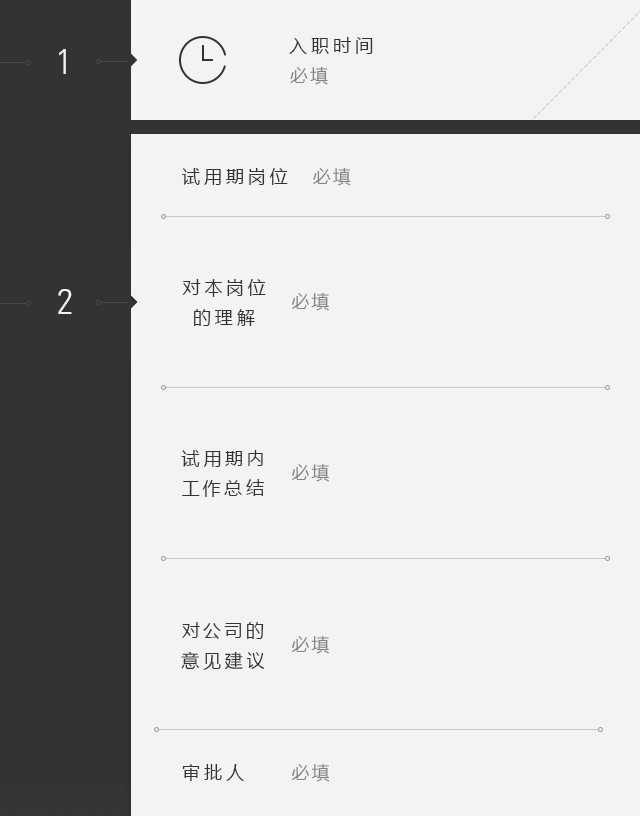 1
入职时间
必填
试用期岗位 必填
2
对本岗位
的理解
必填
试用期内
工作总结
必填
对公司的
意见建议
必填
审批人 必填